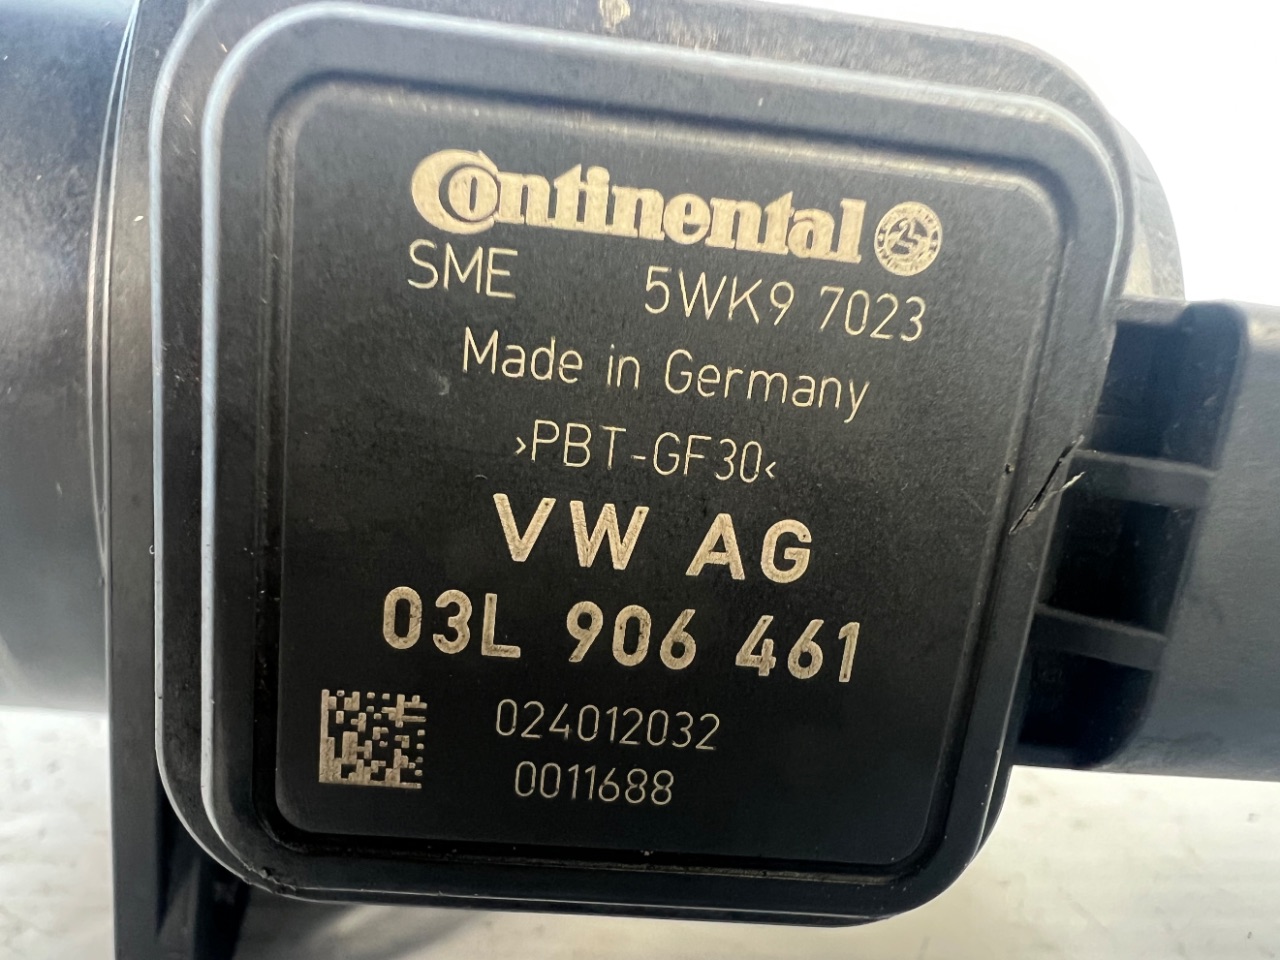 Continental
SME 5WK9 7023
Made in Germany
>PBT-GF30<
VW AG
03L 906 461
024012032
0011688